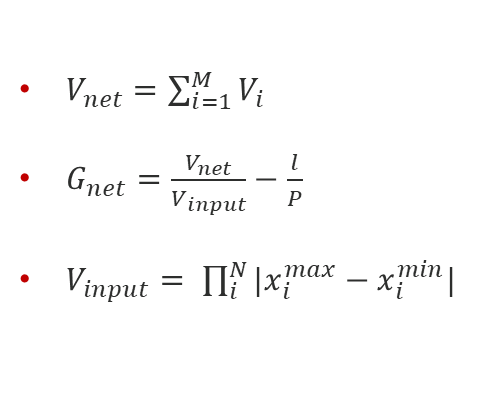 • V_net = ∑_{i=1}^{M} V_i
• G_net = V_net / V_input − l / P
• V_input = ∏_i^N |x_i^{max} − x_i^{min}|